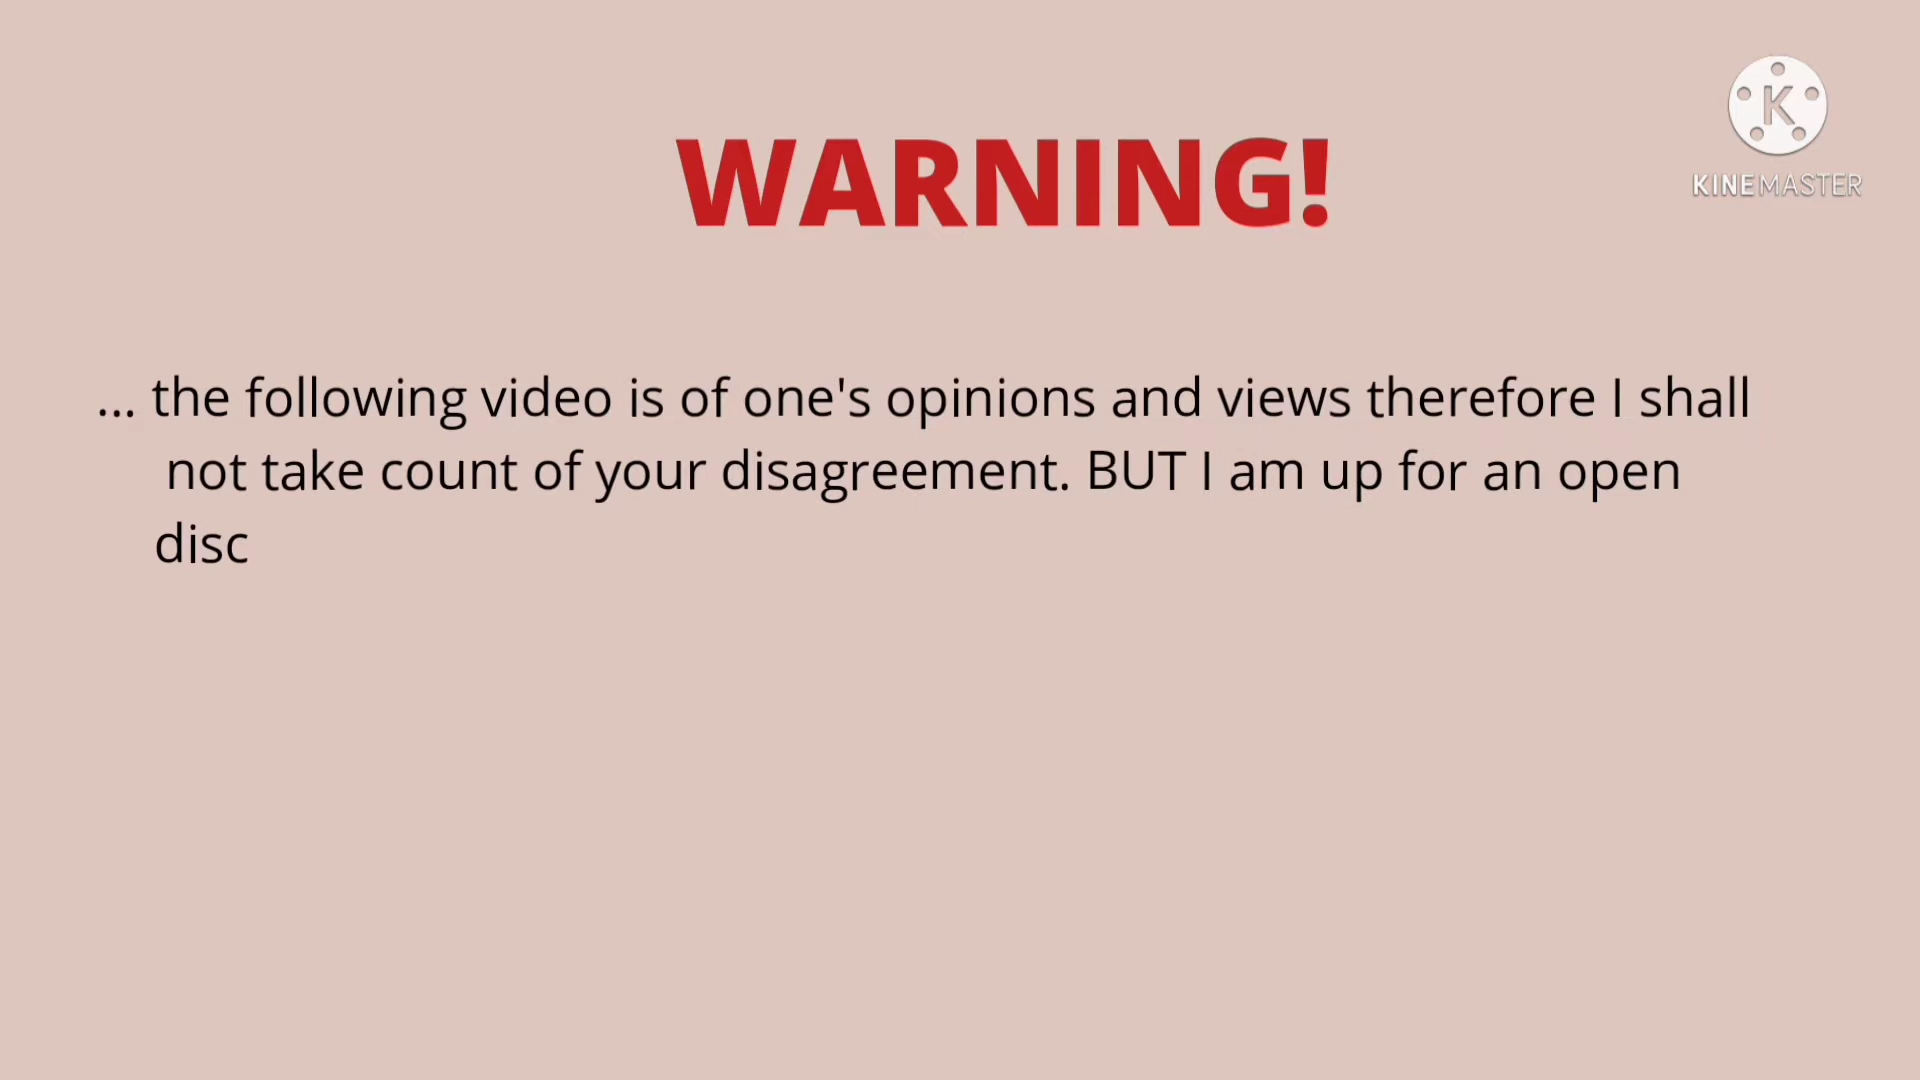 WARNING!
K
KINEMASTER
... the following video is of one's opinions and views therefore I shall
not take count of your disagreement. BUT I am up for an open
disc